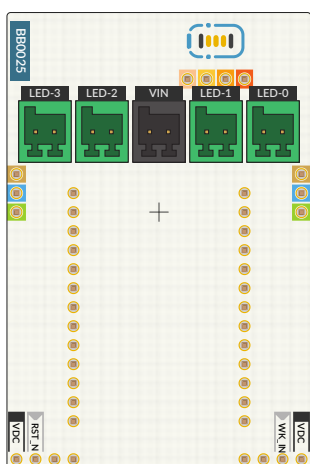 BB0025
LED-3
LED-2
VIN
LED-1
LED-0
VDC
RST_N
WK_IN
VDC